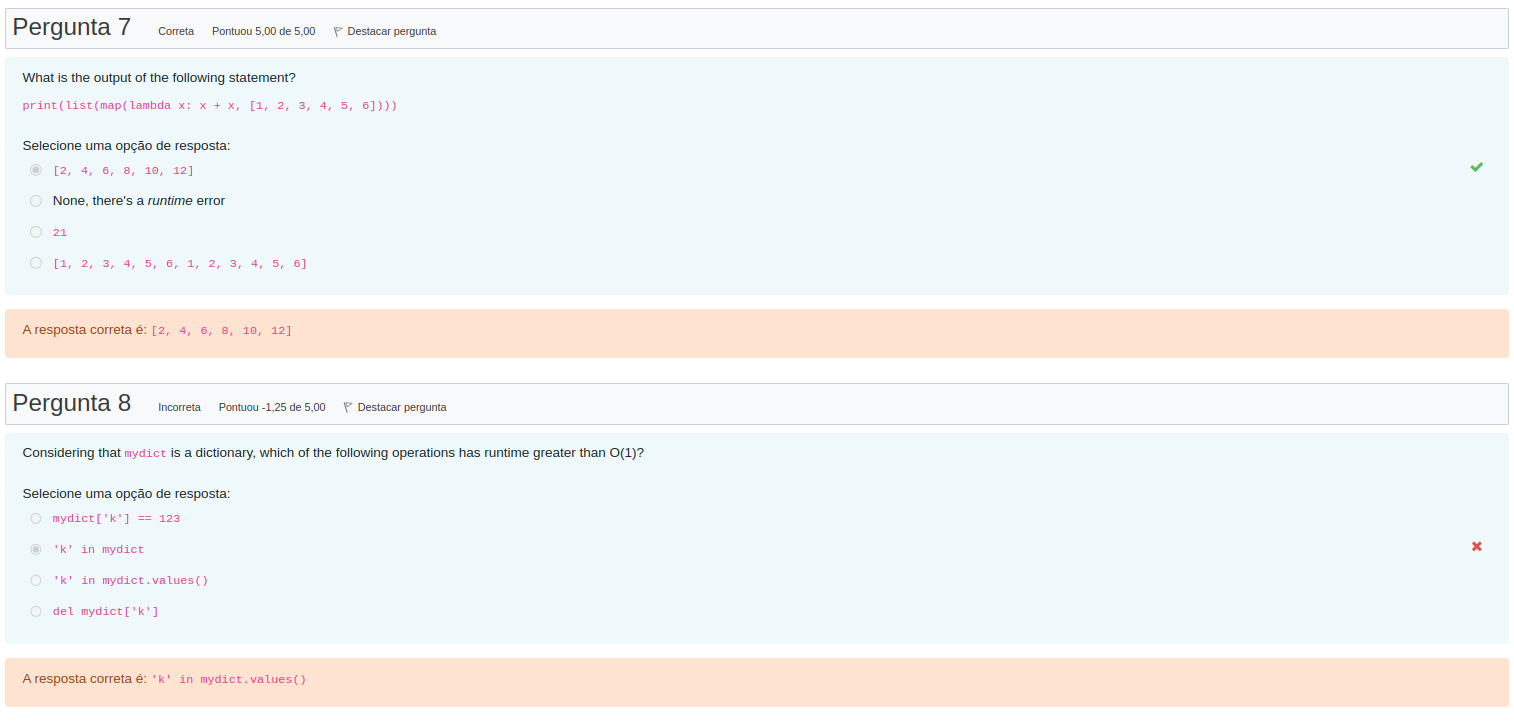 Pergunta 7 Correta Pontuou 5,00 de 5,00 Destacar pergunta
What is the output of the following statement?
print(list(map(lambda x: x + x, [1, 2, 3, 4, 5, 6])))
Selecione uma opção de resposta:
[2, 4, 6, 8, 10, 12]
None, there's a runtime error
21
[1, 2, 3, 4, 5, 6, 1, 2, 3, 4, 5, 6]
A resposta correta é: [2, 4, 6, 8, 10, 12]
Pergunta 8 Incorreta Pontuou -1,25 de 5,00 Destacar pergunta
Considering that mydict is a dictionary, which of the following operations has runtime greater than O(1)?
Selecione uma opção de resposta:
mydict['k'] == 123
'k' in mydict
'k' in mydict.values()
del mydict['k']
A resposta correta é: 'k' in mydict.values()